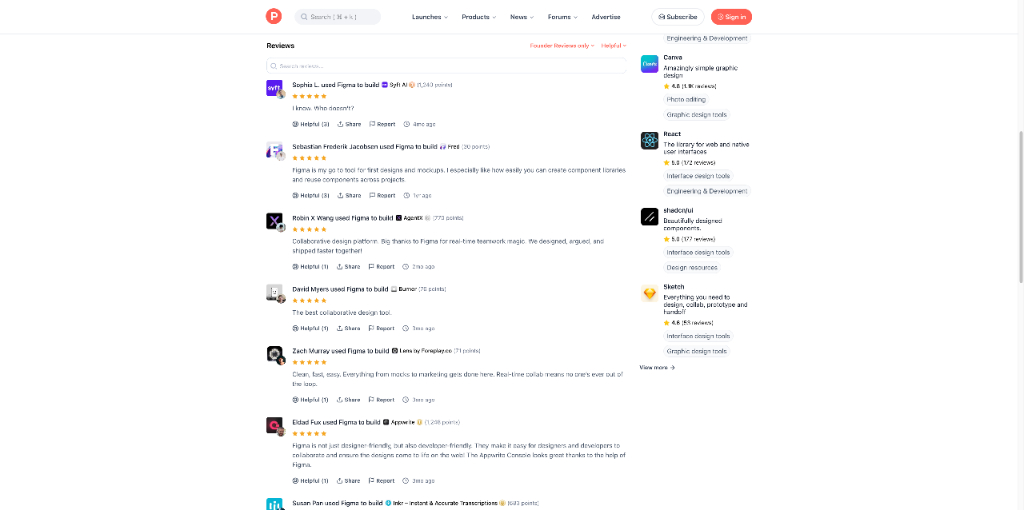 P
Search ( ⌘ + k )
Launches
Products
News
Forums
Advertise
Subscribe
Sign in
Reviews
Founder Reviews only
Helpful
Search reviews...
syft
Sophia L. used Figma to build Syft AI (1,240 points)
I know. Who doesn't?
Helpful (3) Share Report 4mo ago
Sebastian Frederik Jacobsen used Figma to build Fred (30 points)
Figma is my go to tool for first designs and mockups. I especially like how easily you can create component libraries
and reuse components across projects.
Helpful (3) Share Report 1yr ago
Robin X Wang used Figma to build AgentX (773 points)
Collaborative design platform. Big thanks to Figma for real-time teamwork magic. We designed, argued, and
shipped faster together!
Helpful (1) Share Report 2mo ago
David Myers used Figma to build Burner (76 points)
The best collaborative design tool.
Helpful (1) Share Report
Zach Murray used Figma to build Lens by Foreplay.co (71 points)
Clean, fast, easy. Everything from mocks to marketing gets done here. Real-time collab means no one's ever out of
the loop.
Helpful (1) Share Report
Eldad Fux used Figma to build Appwrite
Figma is not just designer-friendly, but also developer-friendly. They make it easy for designers and developers to
collaborate and ensure the designs come to life on the web! The Appwrite Console looks great thanks to the help of
Figma.
Helpful (1) Share Report 2mo ago
Susan Pan used Figma to build Inkr – Instant & Accurate Transcriptions
Engineering & Development
Canva
Canva
Amazingly simple graphic
design
4.8 (1.1K reviews)
Photo editing
Graphic design tools
React
The library for web and native
user interfaces
5.0 (172 reviews)
Interface design tools
Engineering & Development
shadcn/ui
Beautifully designed
components.
5.0 (177 reviews)
Interface design tools
Design resources
Sketch
Everything you need to
design, collab, prototype and
handoff
4.6 (53 reviews)
Interface design tools
Graphic design tools
View more →